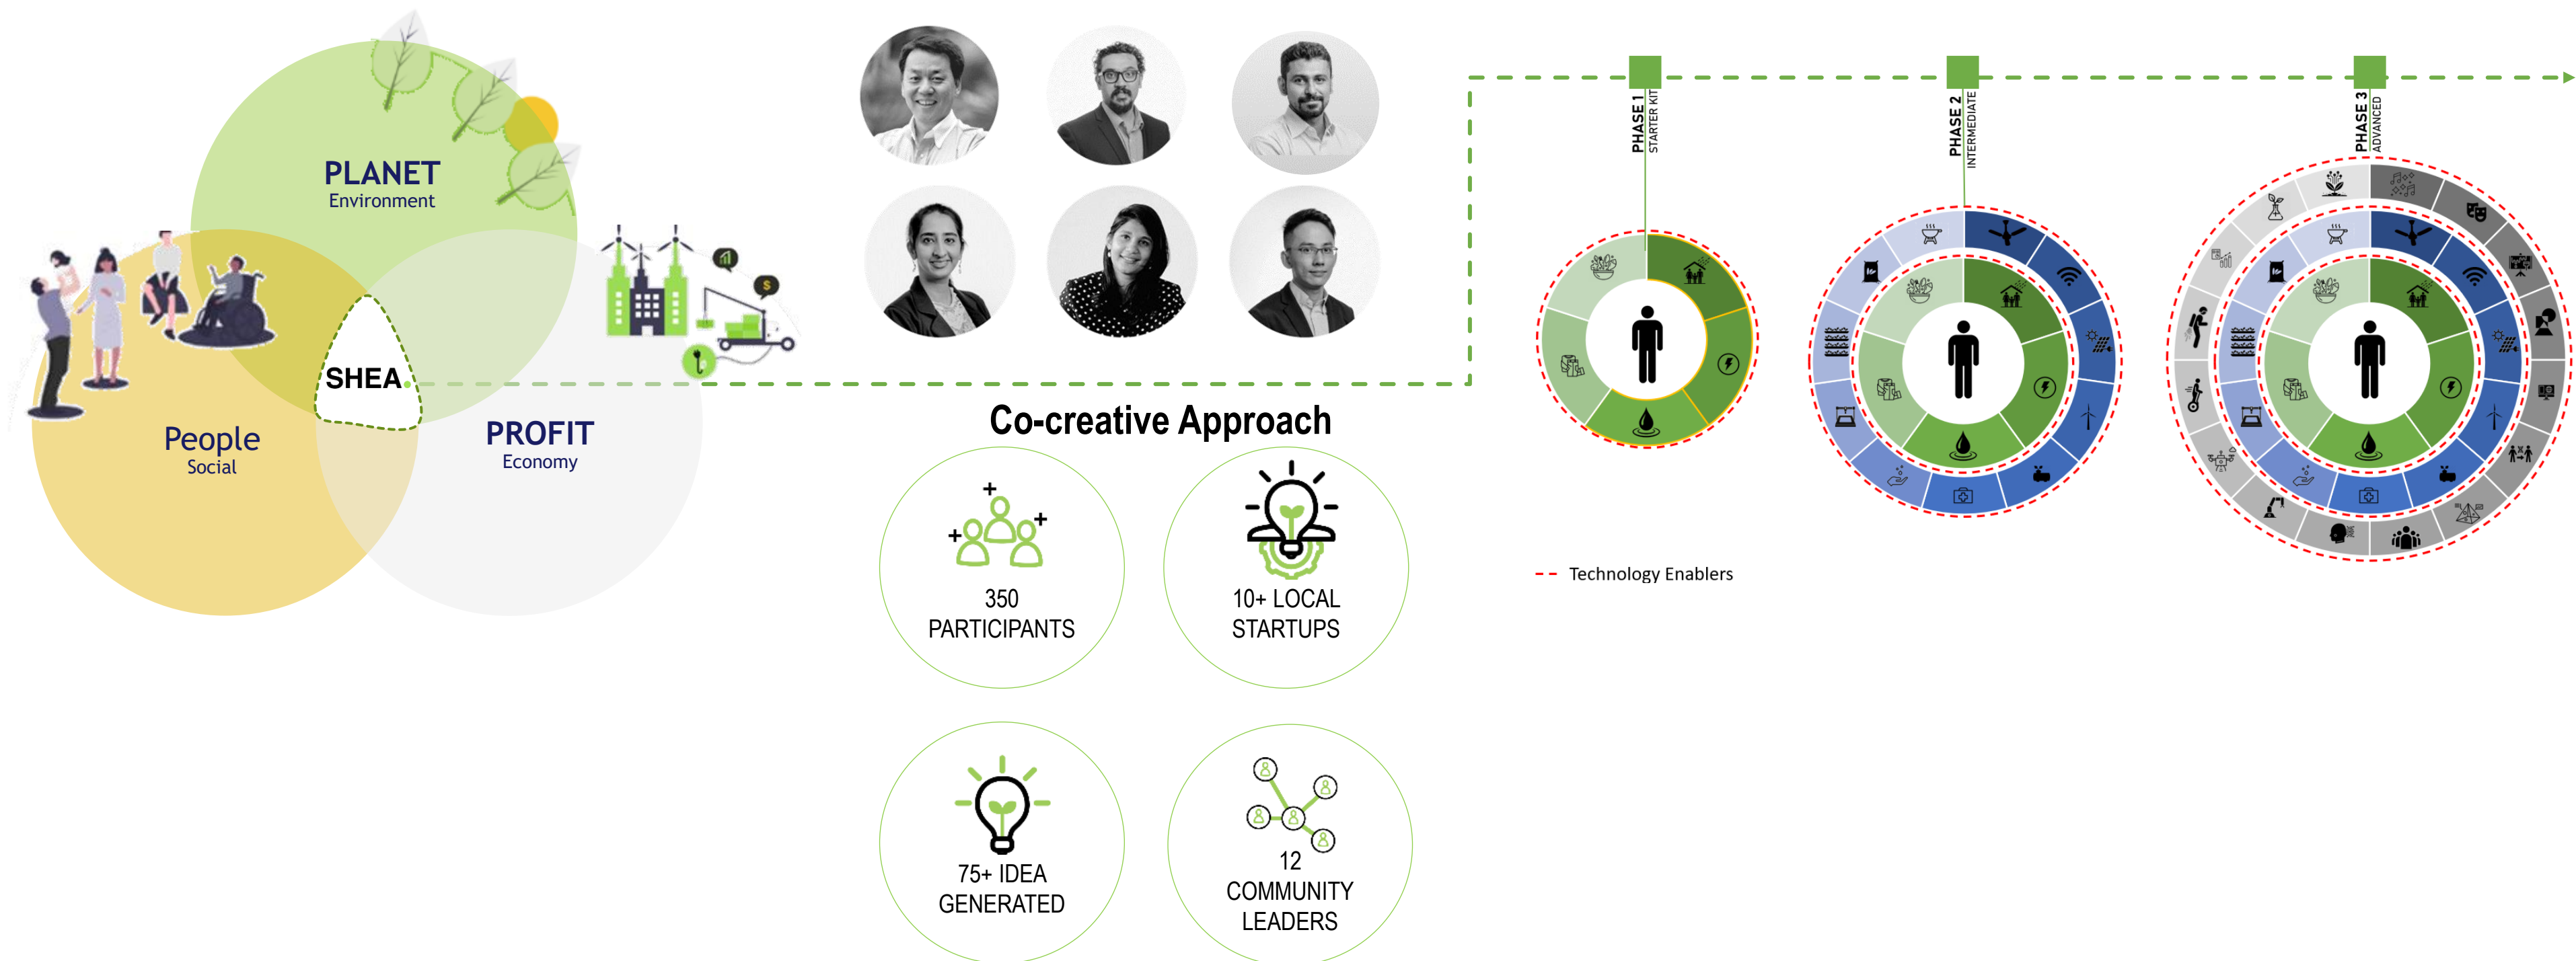 PLANET
Environment
SHEA.
People
Social
PROFIT
Economy
Co-creative Approach
350
PARTICIPANTS
10+ LOCAL
STARTUPS
75+ IDEA
GENERATED
12
COMMUNITY
LEADERS
PHASE 1
STARTER KIT
PHASE 2
INTERMEDIATE
PHASE 3
ADVANCED
Technology Enablers